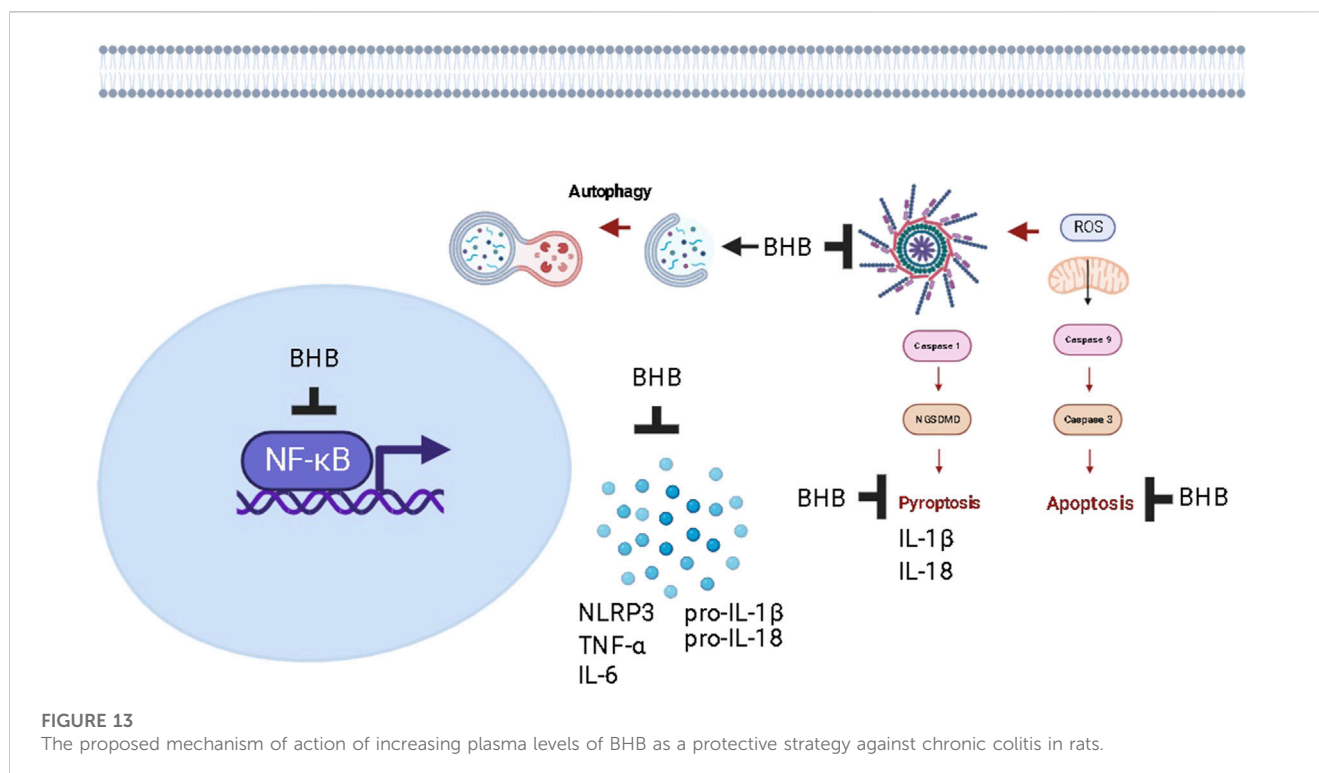 Autophagy
ROS
BHB
Caspase 1
Caspase 9
BHB
BHB
NGSDMD
Caspase 3
NF-κB
BHB
Pyroptosis
Apoptosis
BHB
IL-1β
IL-18
NLRP3
pro-IL-1β
TNF-α
pro-IL-18
IL-6
FIGURE 13
The proposed mechanism of action of increasing plasma levels of BHB as a protective strategy against chronic colitis in rats.